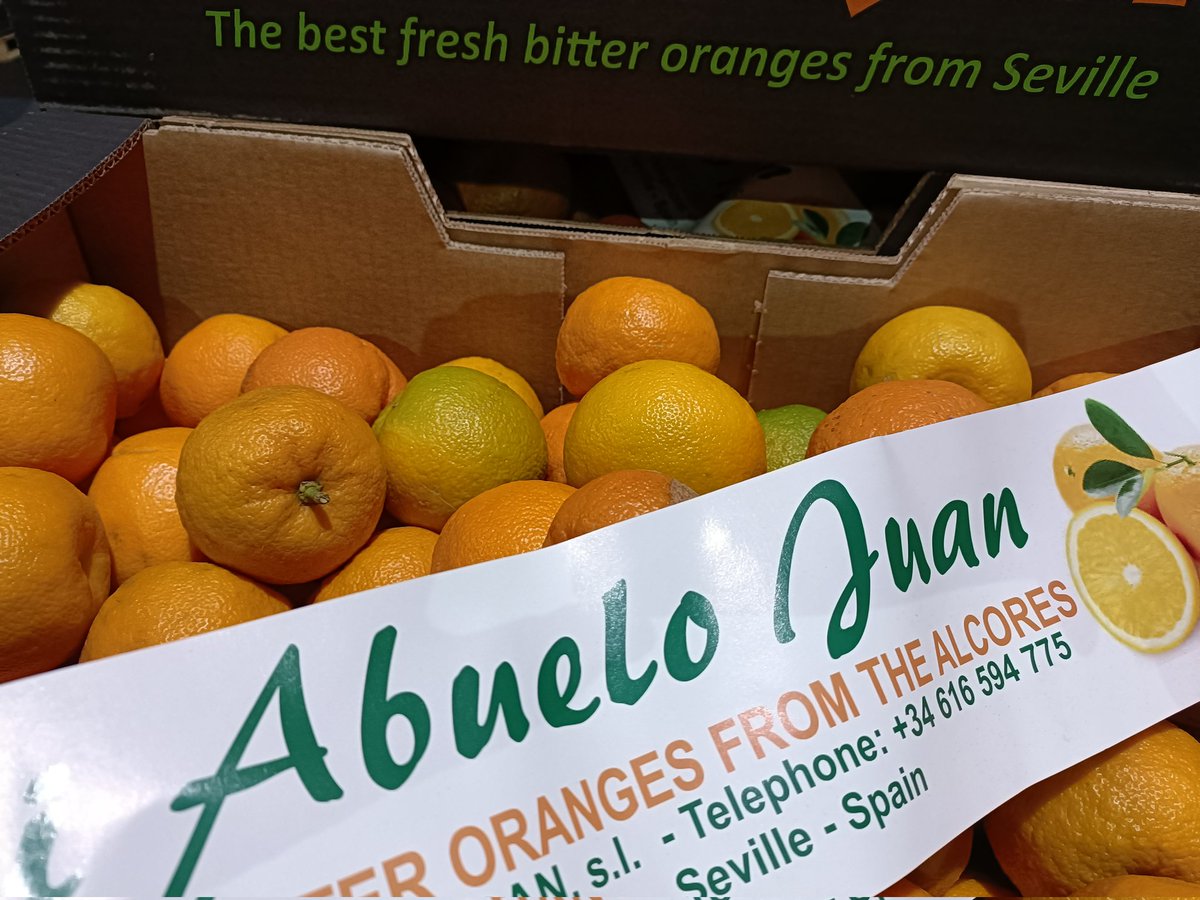 The best fresh bitter oranges from Seville
Abuelo Juan
ORANGES FROM THE ALCORES
s.l. - Telephone: +34 616 594 775
Seville - Spain